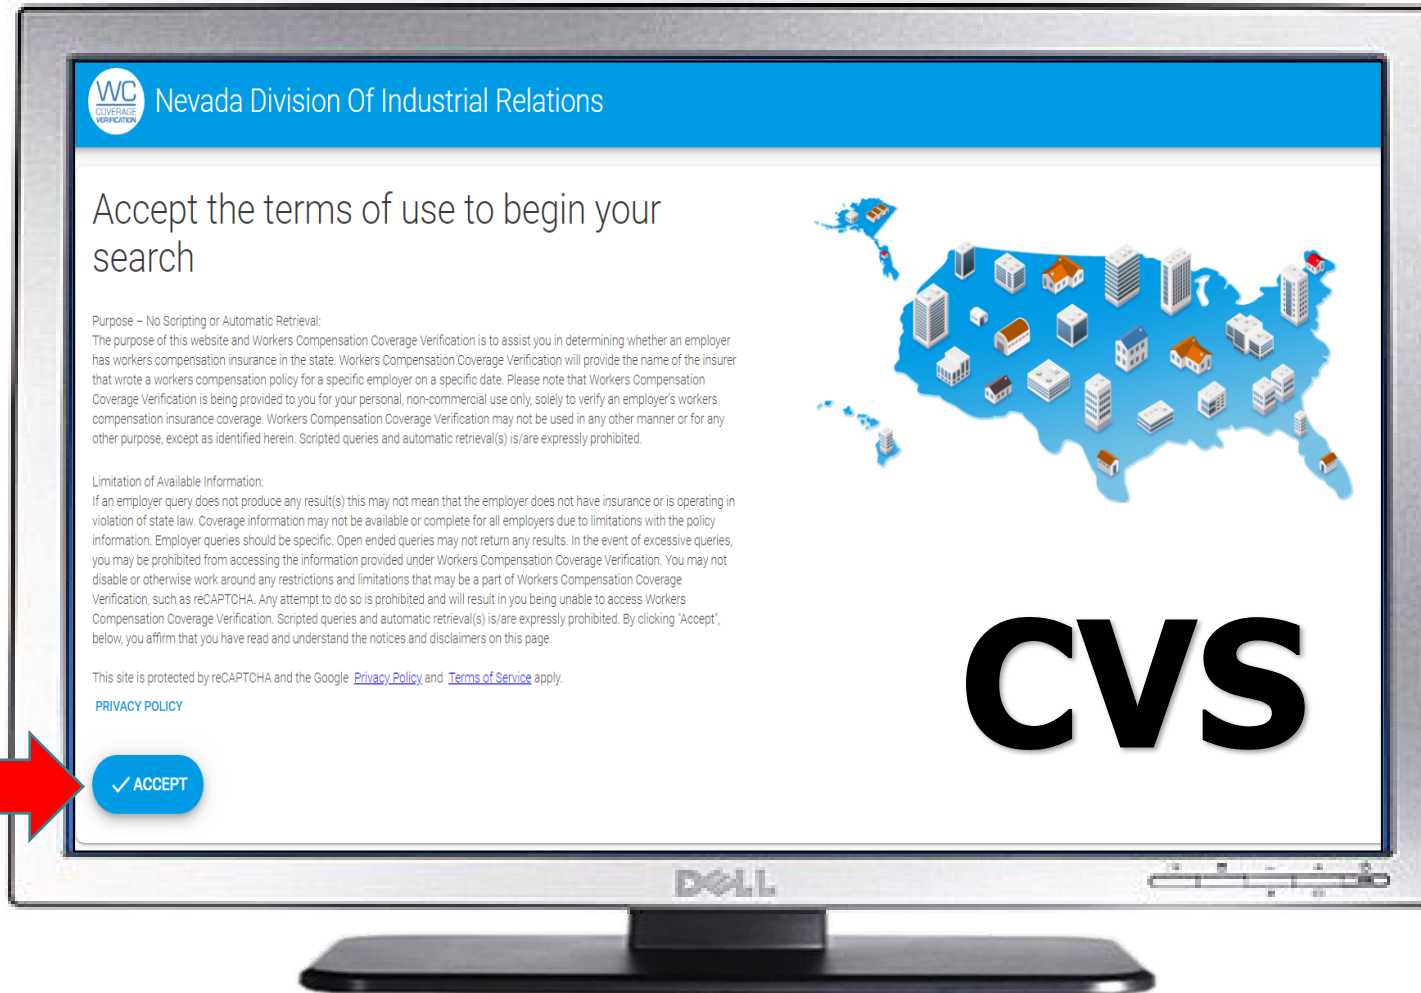 WC
COVERAGE
VERIFICATION
Nevada Division Of Industrial Relations
Accept the terms of use to begin your
search
Purpose – No Scripting or Automatic Retrieval:
The purpose of this website and Workers Compensation Coverage Verification is to assist you in determining whether an employer
has workers compensation insurance in the state. Workers Compensation Coverage Verification will provide the name of the insurer
that wrote a workers compensation policy for a specific employer on a specific date. Please note that Workers Compensation
Coverage Verification is being provided to you for your personal, non-commercial use only, solely to verify an employer's workers
compensation insurance coverage. Workers Compensation Coverage Verification may not be used in any other manner or for any
other purpose, except as identified herein. Scripted queries and automatic retrieval(s) is/are expressly prohibited.
Limitation of Available Information:
If an employer query does not produce any result(s) this may not mean that the employer does not have insurance or is operating in
violation of state law. Coverage information may not be available or complete for all employers due to limitations with the policy
information. Employer queries should be specific. Open ended queries may not return any results. In the event of excessive queries,
you may be prohibited from accessing the information provided under Workers Compensation Coverage Verification. You may not
disable or otherwise work around any restrictions and limitations that may be a part of Workers Compensation Coverage
Verification, such as reCAPTCHA. Any attempt to do so is prohibited and will result in you being unable to access Workers
Compensation Coverage Verification. Scripted queries and automatic retrieval(s) is/are expressly prohibited. By clicking "Accept",
below, you affirm that you have read and understand the notices and disclaimers on this page.
This site is protected by reCAPTCHA and the Google Privacy Policy and Terms of Service apply.
PRIVACY POLICY
ACCEPT
CVS
DELL